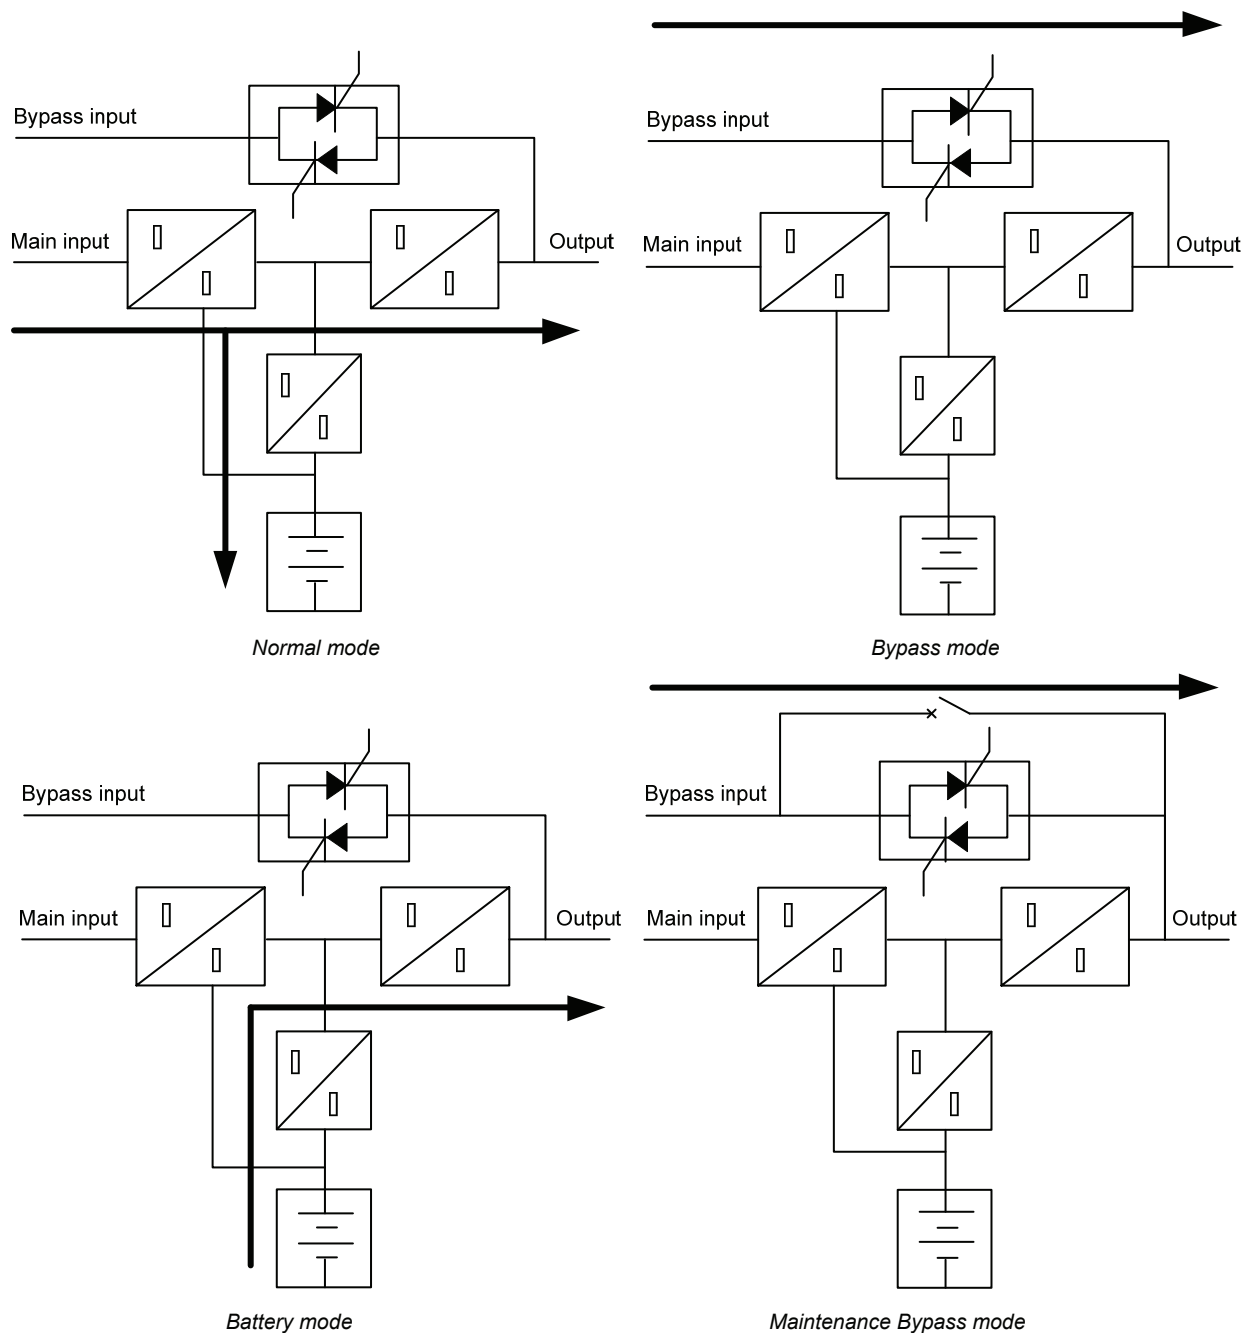 Bypass input
Main input
Output
Normal mode
Bypass input
Main input
Output
Bypass mode
Bypass input
Main input
Output
Battery mode
Bypass input
Main input
Output
Maintenance Bypass mode